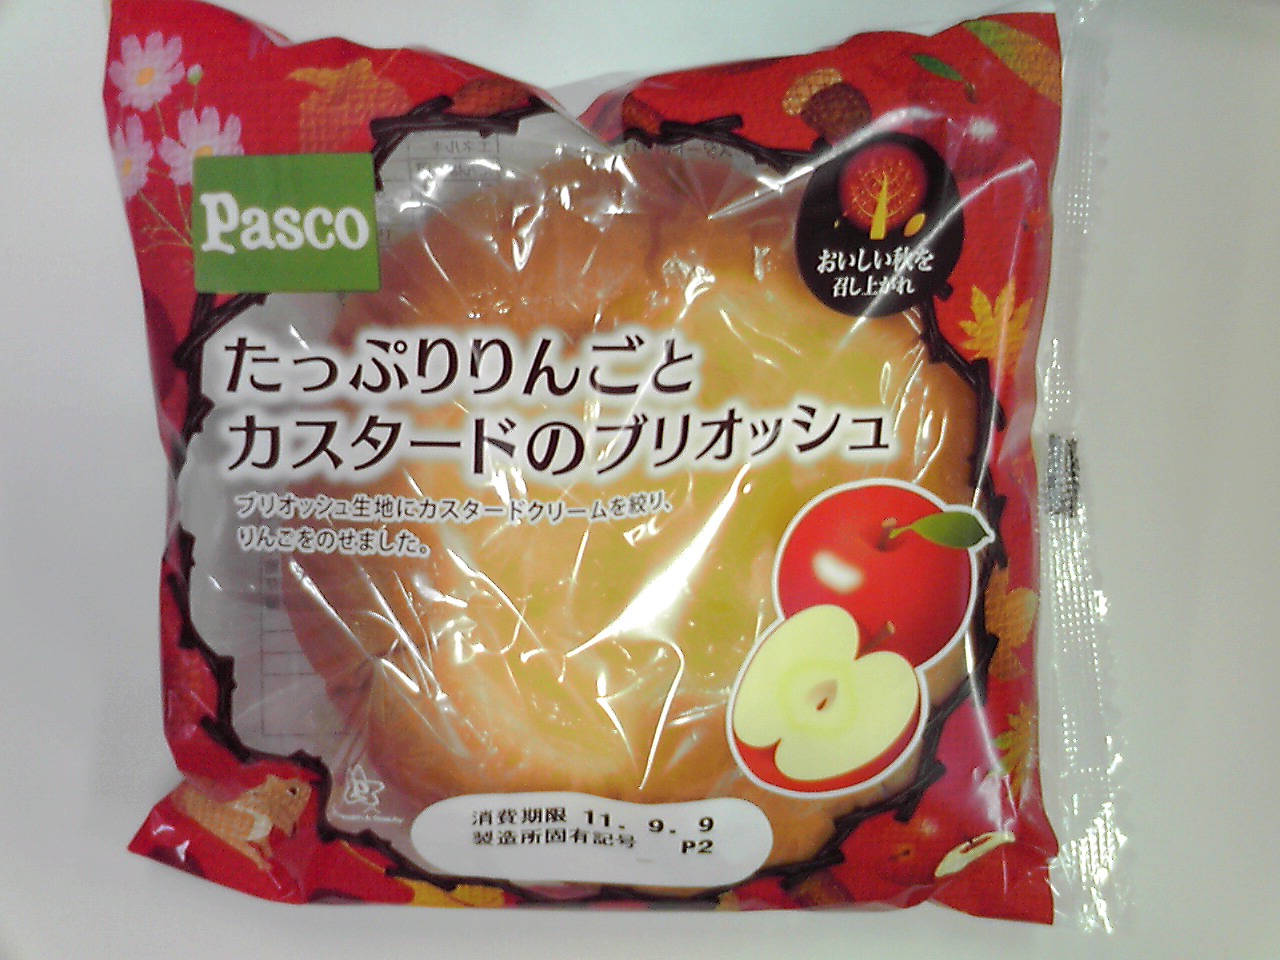 Pasco
おいしい秋を
召し上がれ
たっぷりりんごと
カスタードのブリオッシュ
ブリオッシュ生地にカスタードクリームを絞り、
りんごをのせました。
消費期限 11. 9. 9
製造所固有記号 P2